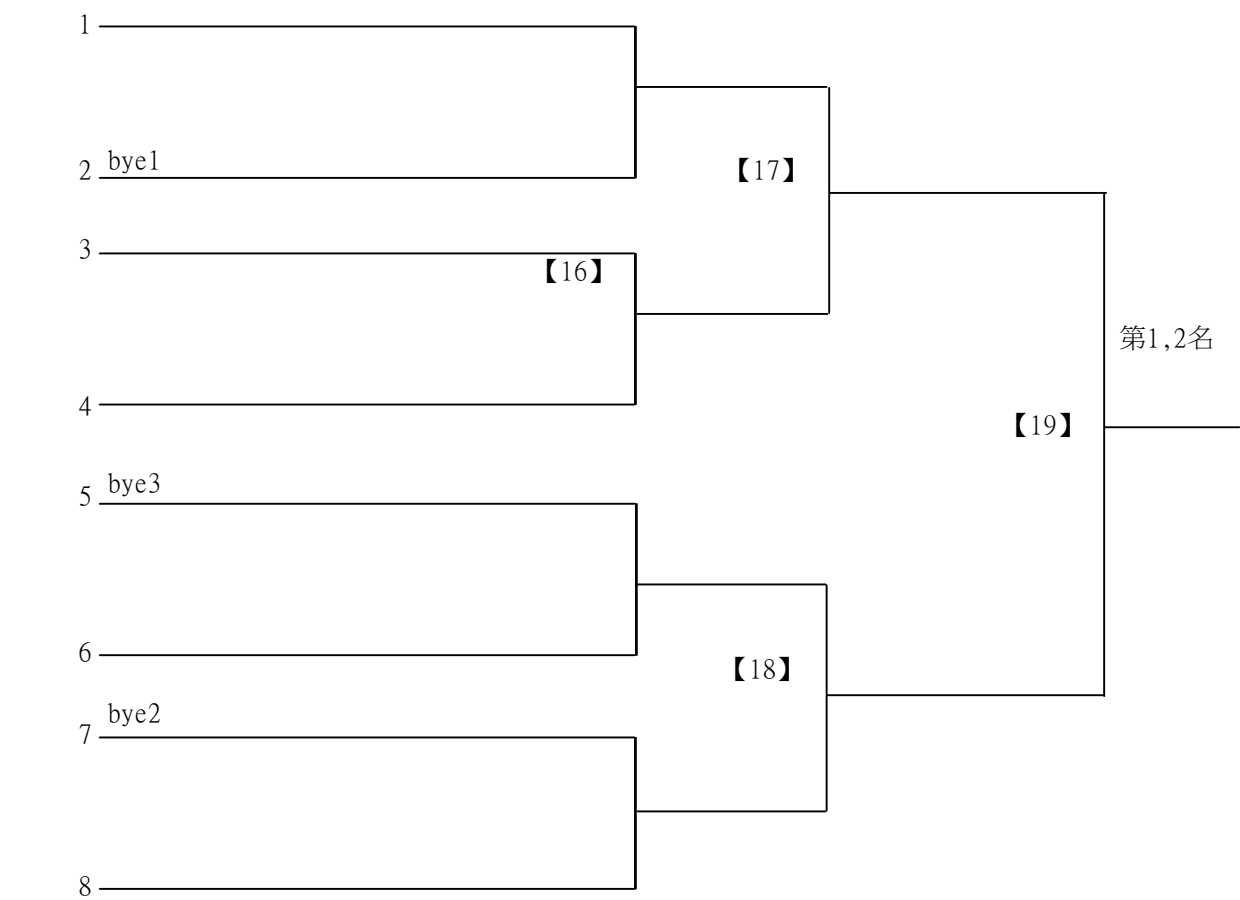 1
2 bye1
【17】
3
【16】
第1,2名
4
【19】
5 bye3
6
【18】
7 bye2
8